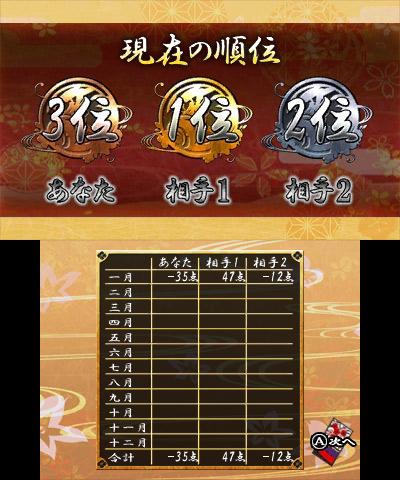 現在の順位
3位 1位 2位
あなた 相手1 相手2
あなた 相手1 相手2
一月 -35点 47点 -12点
二月
三月
四月
五月
六月
七月
八月
九月
十月
十一月
十二月
合計 -35点 47点 -12点
Ⓐ次へ